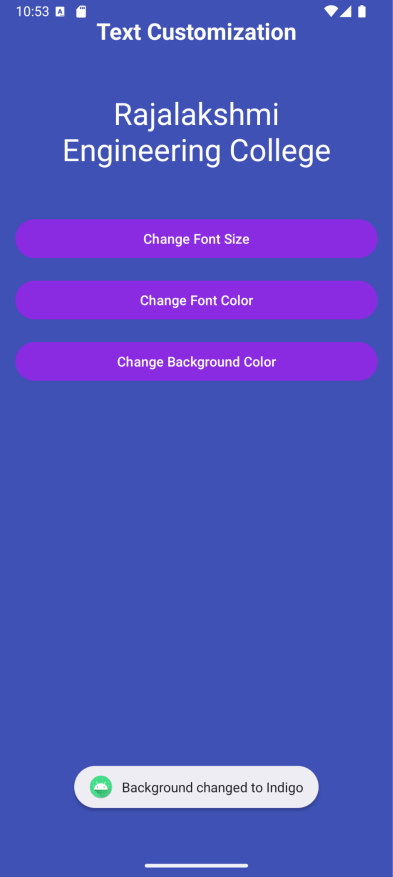 10:53
Text Customization
Rajalakshmi
Engineering College
Change Font Size
Change Font Color
Change Background Color
Background changed to Indigo